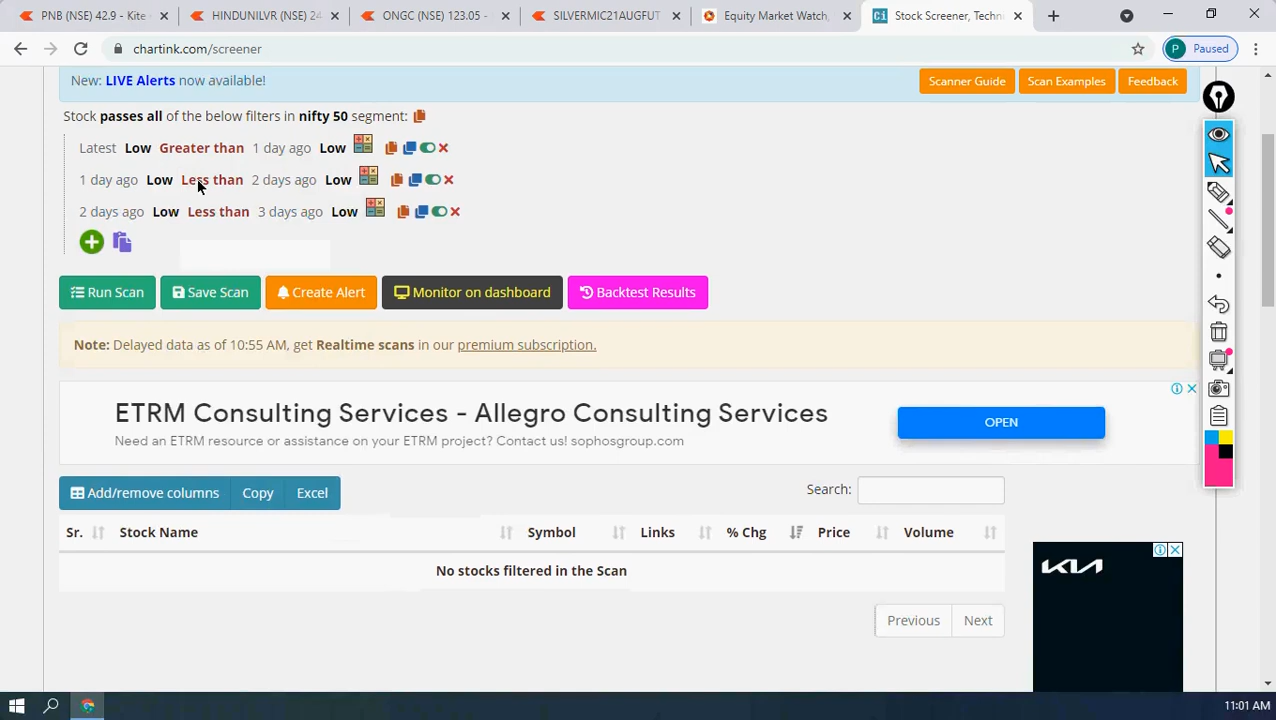 PNB (NSE) 42.9 - Kite
HINDUNILVR (NSE) 24
ONGC (NSE) 123.05 -
SILVERMIC21AUGFUT
Equity Market Watch,
Stock Screener, Techn
chartink.com/screener
P Paused
New: LIVE Alerts now available!
Scanner Guide
Scan Examples
Feedback
Stock passes all of the below filters in nifty 50 segment:
Latest Low Greater than 1 day ago Low
1 day ago Low Less than 2 days ago Low
2 days ago Low Less than 3 days ago Low
Run Scan
Save Scan
Create Alert
Monitor on dashboard
Backtest Results
Note: Delayed data as of 10:55 AM, get Realtime scans in our premium subscription.
ETRM Consulting Services - Allegro Consulting Services
Need an ETRM resource or assistance on your ETRM project? Contact us! sophosgroup.com
OPEN
Add/remove columns
Copy
Excel
Search:
Sr. Stock Name Symbol Links % Chg Price Volume
No stocks filtered in the Scan
Previous
Next
KIA
11:01 AM